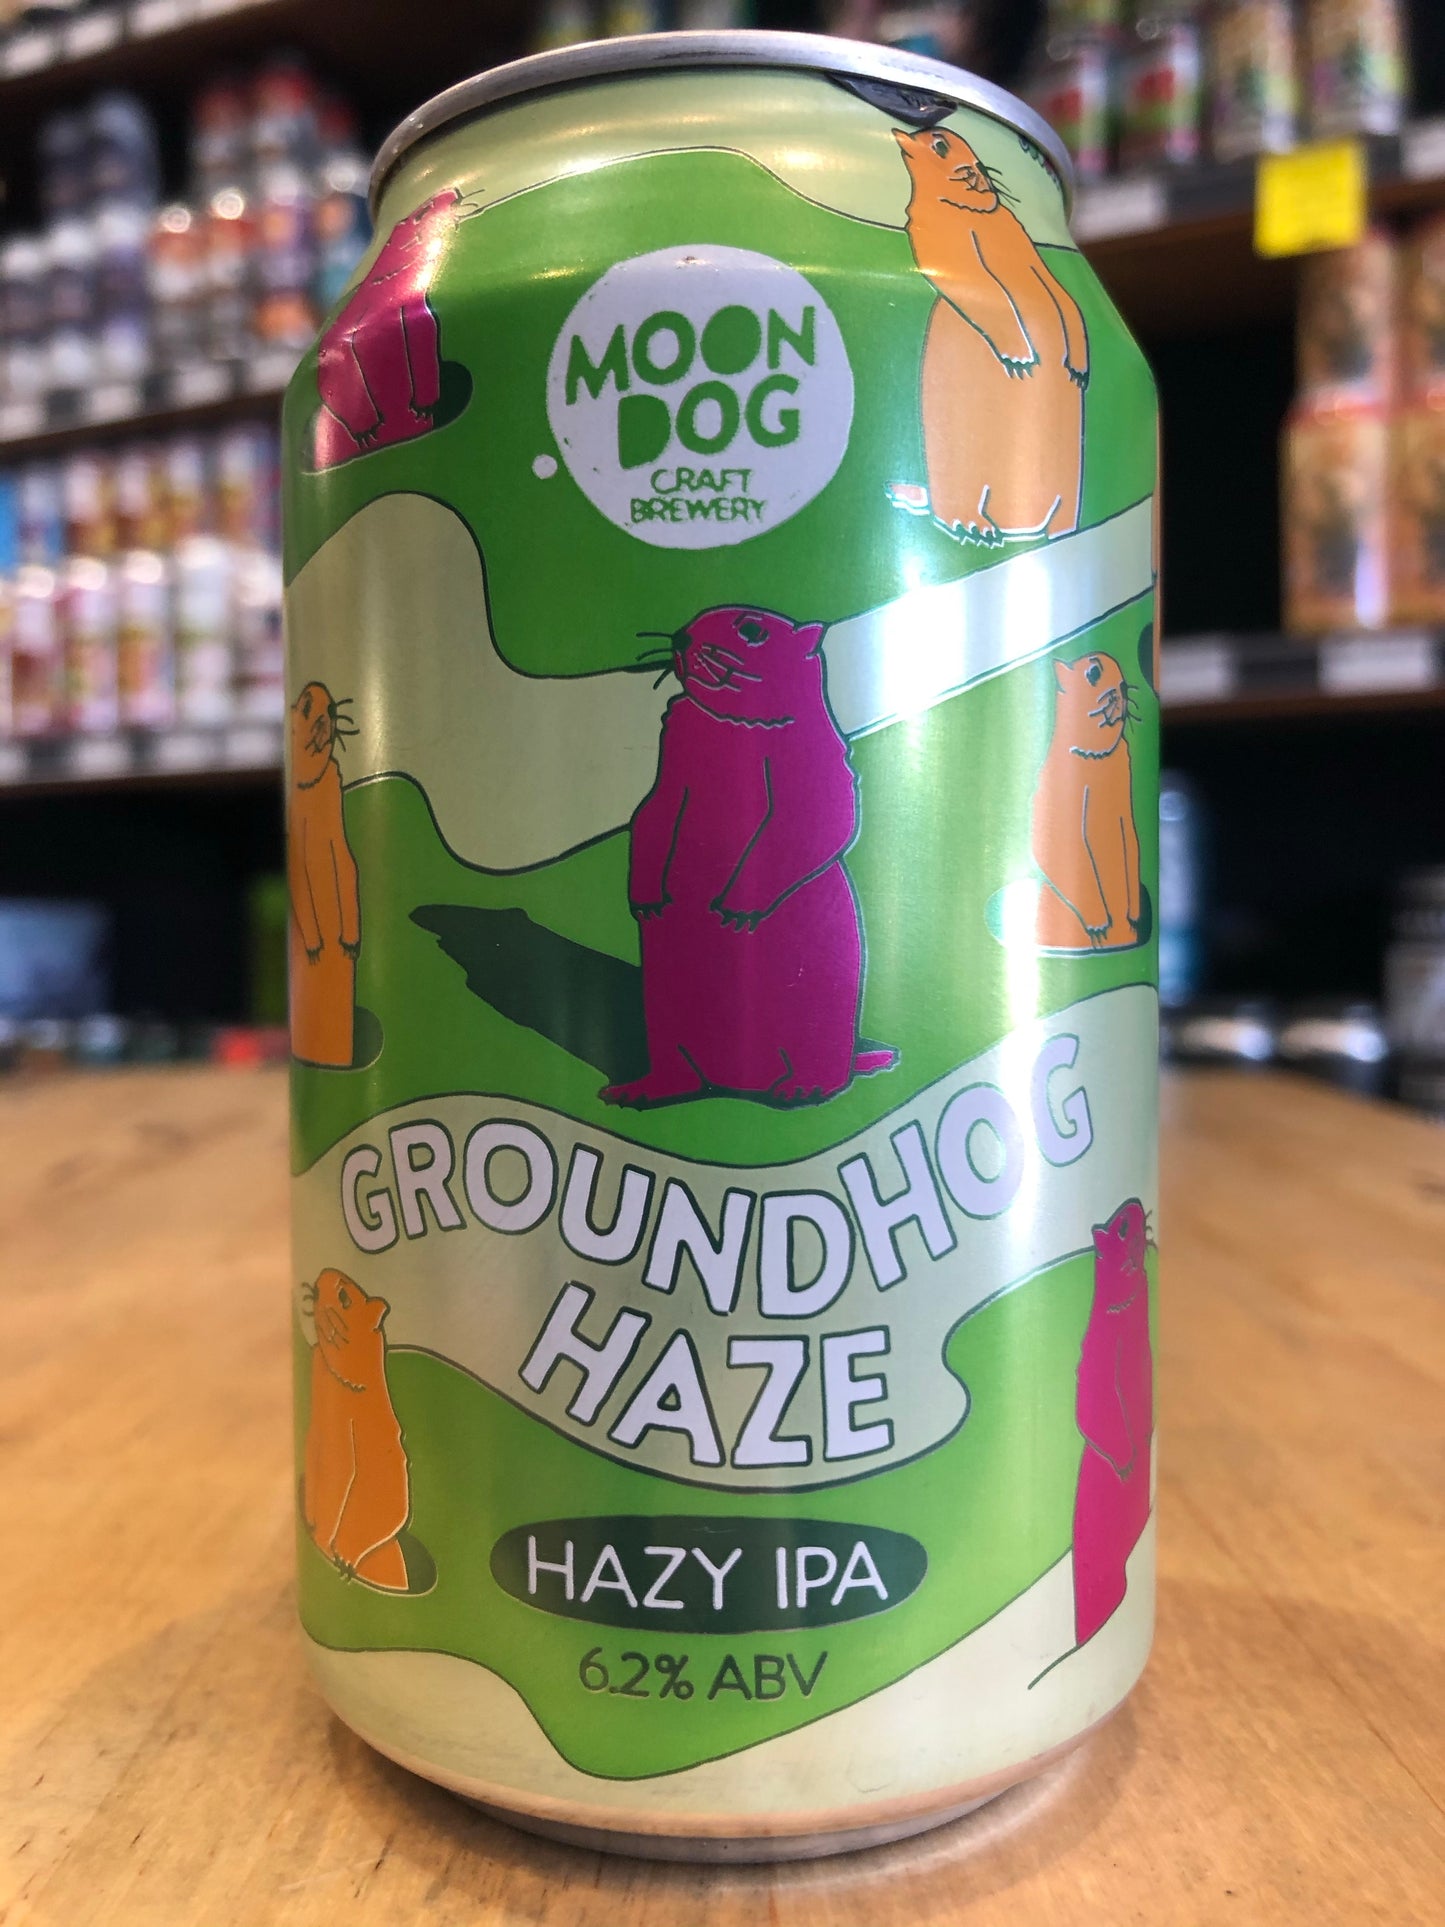 MOON
DOG
CRAFT
BREWERY
GROUNDHOG
HAZE
HAZY IPA
6.2% ABV